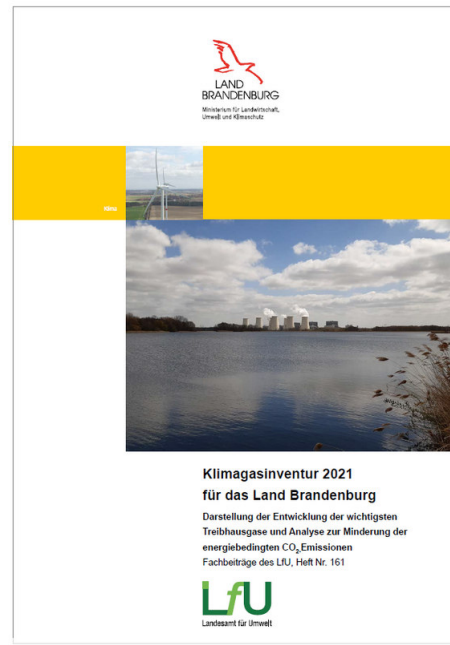 LAND
BRANDENBURG
Ministerium für Landwirtschaft,
Umwelt und Klimaschutz
Klima
Klimagasinventur 2021
für das Land Brandenburg
Darstellung der Entwicklung der wichtigsten
Treibhausgase und Analyse zur Minderung der
energiebedingten CO₂-Emissionen
Fachbeiträge des LfU, Heft Nr. 161
LfU
Landesamt für Umwelt